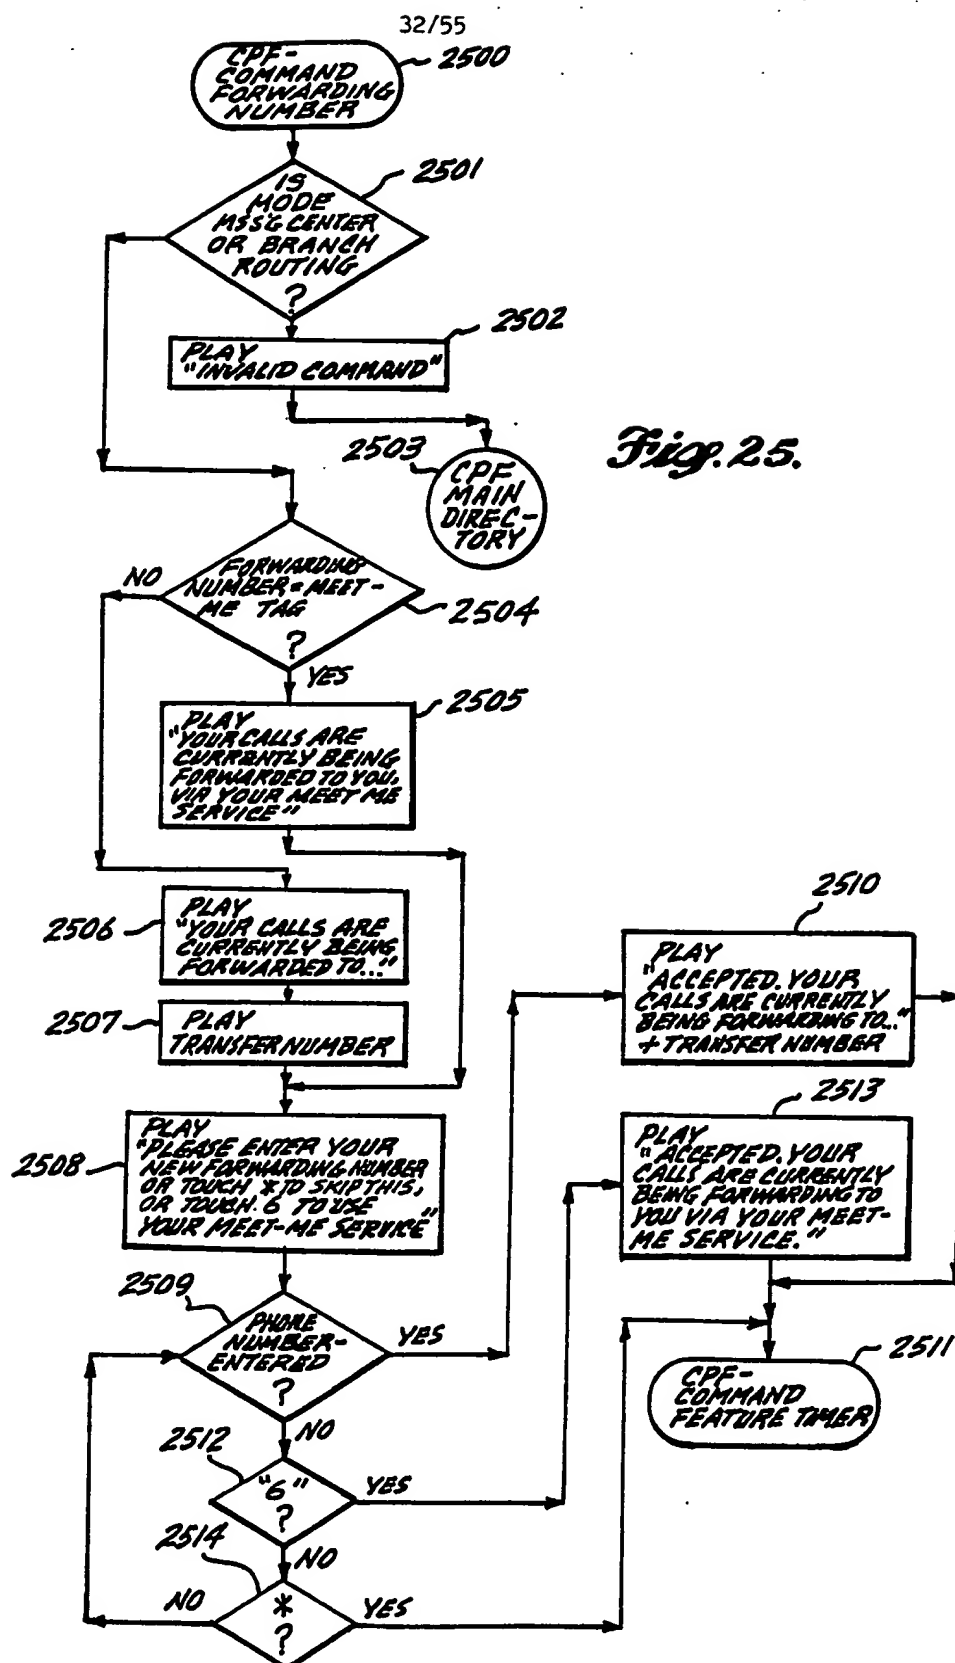 32/55
CPF-
COMMAND
FORWARDING
NUMBER
2500
IS
MODE
MSS'G CENTER
OR BRANCH
ROUTING
?
2501
PLAY
"INVALID COMMAND"
2502
2503
CPF
MAIN
DIREC-
TORY
Fig. 25.
FORWARDING
NUMBER = MEET-
ME TAG
?
NO
2504
YES
PLAY
"YOUR CALLS ARE
CURRENTLY BEING
FORWARDED TO YOU,
VIA YOUR MEET ME
SERVICE"
2505
2506
PLAY
"YOUR CALLS ARE
CURRENTLY BEING
FORWARDED TO..."
2507
PLAY
TRANSFER NUMBER
2508
PLAY
"PLEASE ENTER YOUR
NEW FORWARDING NUMBER
OR TOUCH * TO SKIP THIS,
OR TOUCH 6 TO USE
YOUR MEET-ME SERVICE"
2510
PLAY
"ACCEPTED. YOUR
CALLS ARE CURRENTLY
BEING FORWARDING TO..."
+ TRANSFER NUMBER
2513
PLAY
"ACCEPTED. YOUR
CALLS ARE CURRENTLY
BEING FORWARDING TO
YOU VIA YOUR MEET-
ME SERVICE."
2509
PHONE
NUMBER-
ENTERED
?
YES
NO
2511
CPF-
COMMAND
FEATURE TIMER
2512
"6"
?
YES
NO
2514
*
?
NO
YES